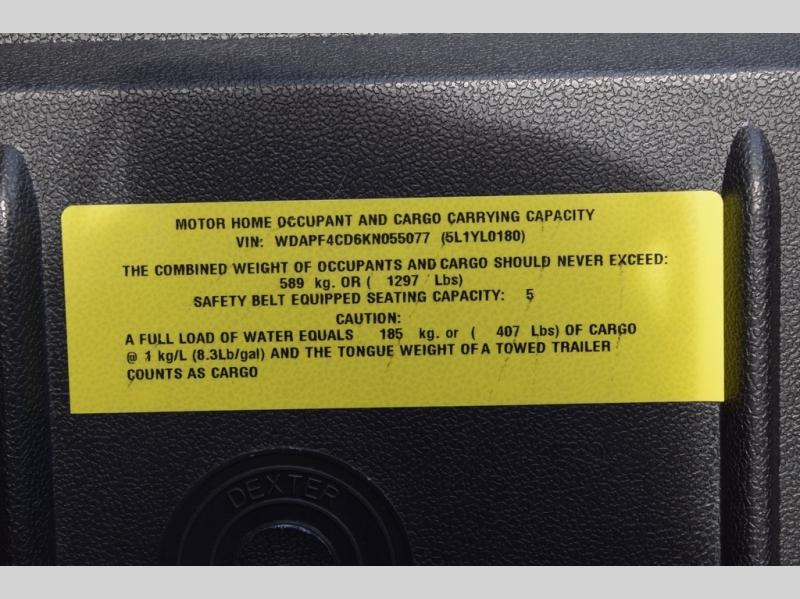 MOTOR HOME OCCUPANT AND CARGO CARRYING CAPACITY
VIN: WDAPF4CD6KN055077 (5L1YL0180)
THE COMBINED WEIGHT OF OCCUPANTS AND CARGO SHOULD NEVER EXCEED:
589 kg. OR ( 1297 Lbs)
SAFETY BELT EQUIPPED SEATING CAPACITY: 5
CAUTION:
A FULL LOAD OF WATER EQUALS 185 kg. or ( 407 Lbs) OF CARGO
@ 1 kg/L (8.3Lb/gal) AND THE TONGUE WEIGHT OF A TOWED TRAILER
COUNTS AS CARGO
DEXTER